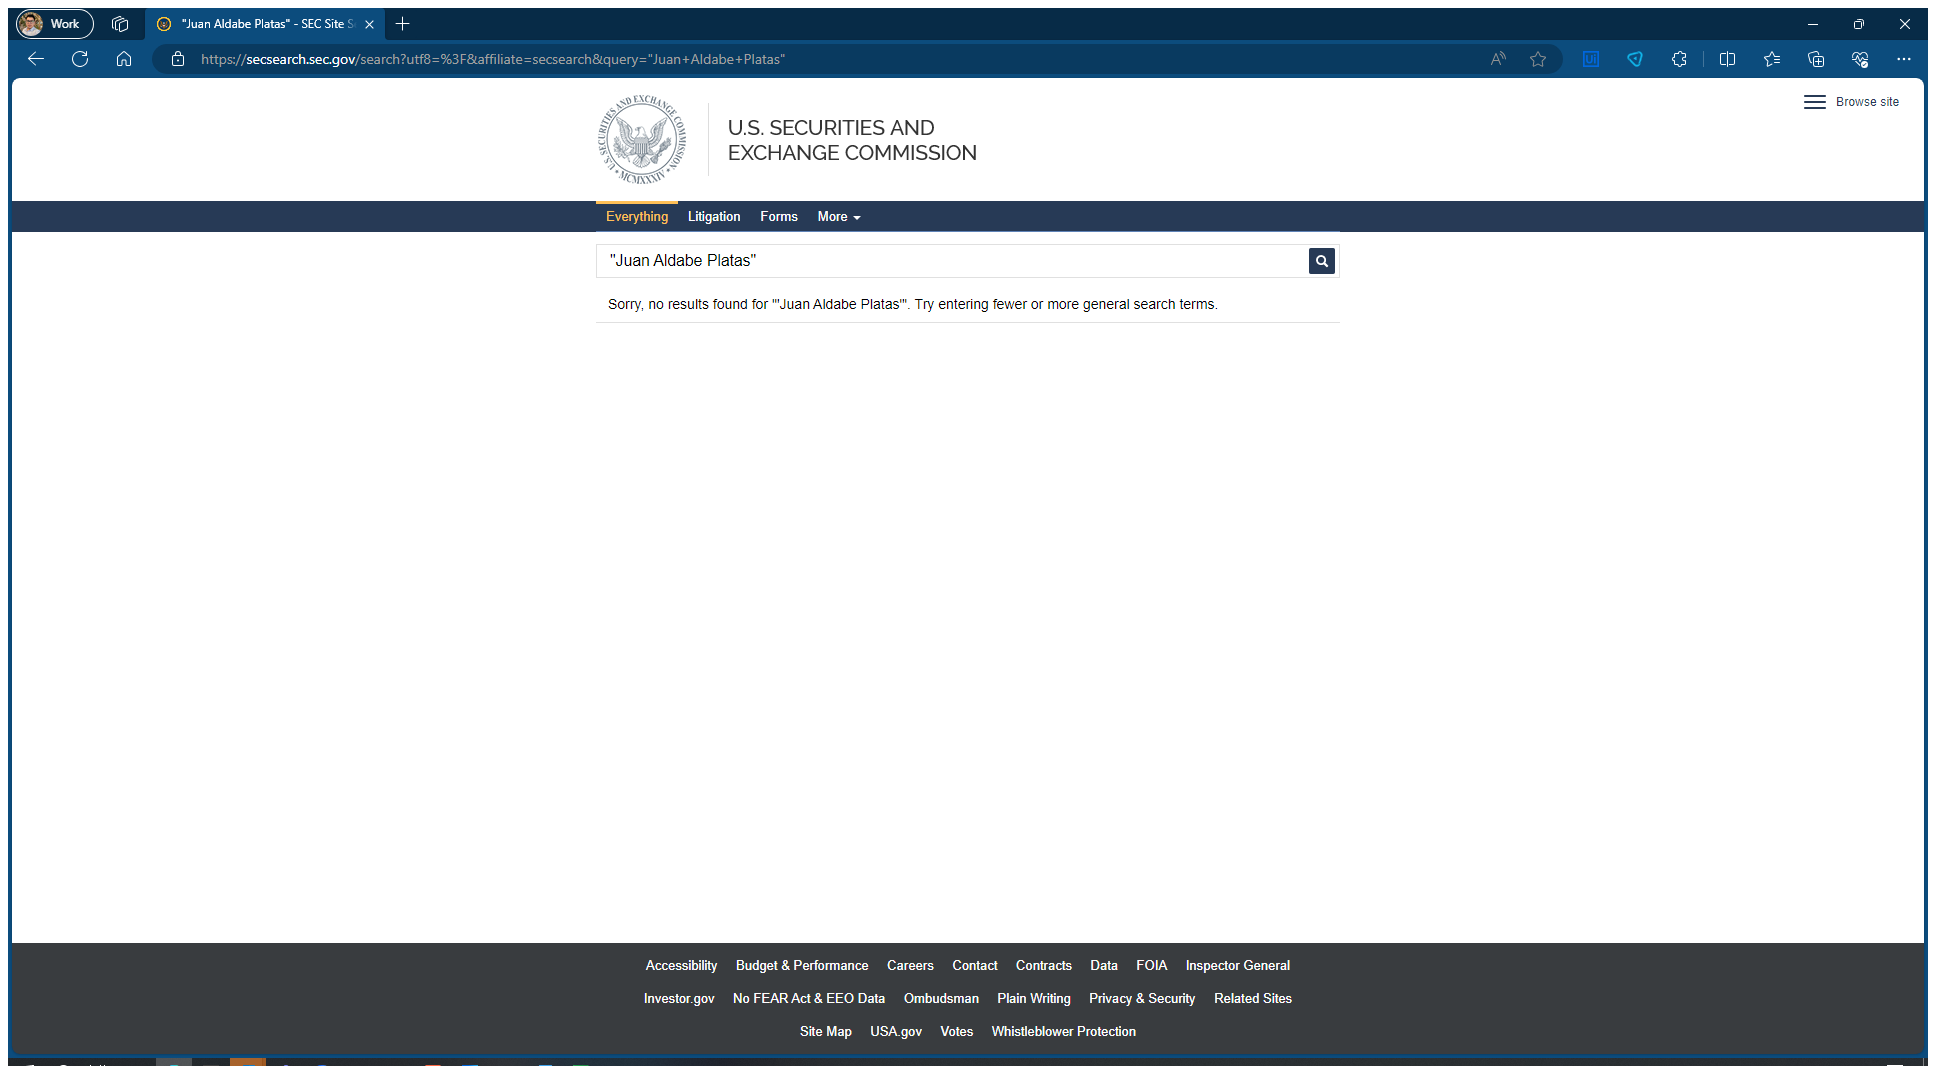 Work
"Juan Aldabe Platas" - SEC Site S
https://secsearch.sec.gov/search?utf8=%3F&affiliate=secsearch&query="Juan+Aldabe+Platas"
Browse site
U.S. SECURITIES AND EXCHANGE COMMISSION
MCMXXXIV
U.S. SECURITIES AND
EXCHANGE COMMISSION
Everything Litigation Forms More
"Juan Aldabe Platas"
Sorry, no results found for '"Juan Aldabe Platas"'. Try entering fewer or more general search terms.
Accessibility Budget & Performance Careers Contact Contracts Data FOIA Inspector General
Investor.gov No FEAR Act & EEO Data Ombudsman Plain Writing Privacy & Security Related Sites
Site Map USA.gov Votes Whistleblower Protection